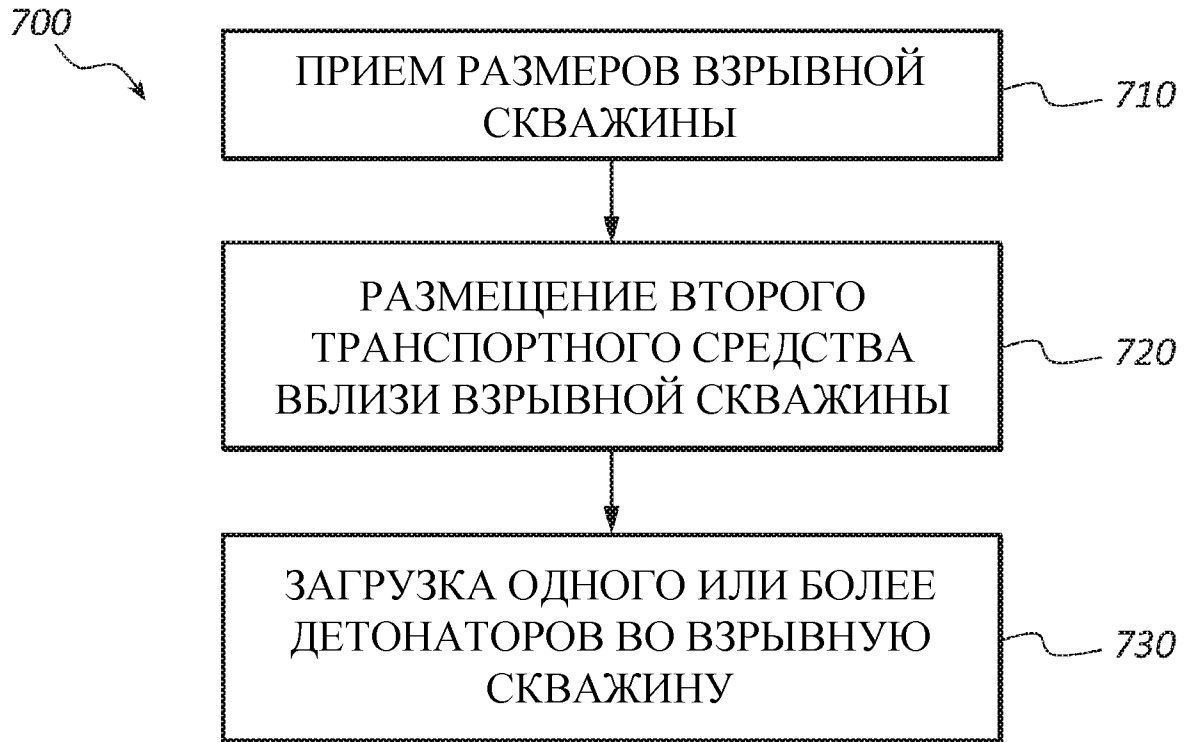 700
ПРИЕМ РАЗМЕРОВ ВЗРЫВНОЙ
СКВАЖИНЫ
710
РАЗМЕЩЕНИЕ ВТОРОГО
ТРАНСПОРТНОГО СРЕДСТВА
ВБЛИЗИ ВЗРЫВНОЙ СКВАЖИНЫ
720
ЗАГРУЗКА ОДНОГО ИЛИ БОЛЕЕ
ДЕТОНАТОРОВ ВО ВЗРЫВНУЮ
СКВАЖИНУ
730